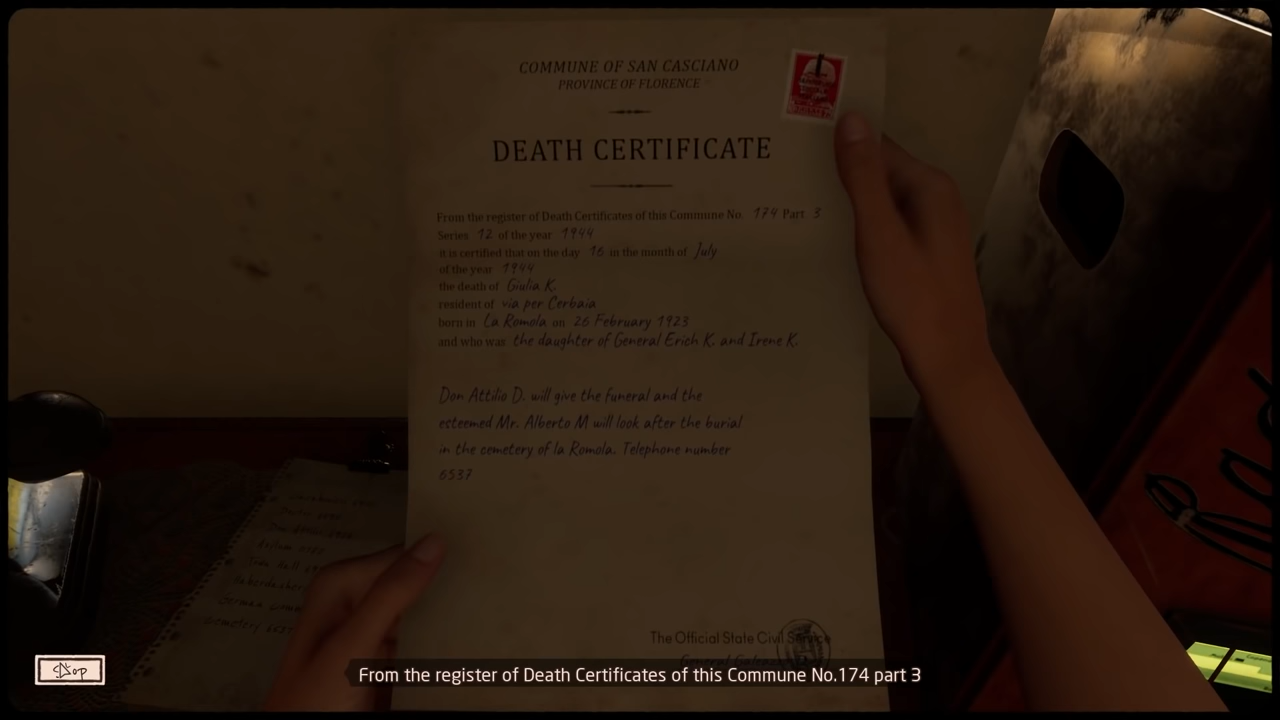 COMMUNE OF SAN CASCIANO
PROVINCE OF FLORENCE
DEATH CERTIFICATE
From the register of Death Certificates of this Commune No. 174 Part 3
Series 12 of the year 1944
it is certified that on the day 16 in the month of July
of the year 1944
the death of Giulia K.
resident of via per Cerbaia
born in La Romola on 26 February 1923
and who was the daughter of General Erich K. and Irene K.
Don Attilio D. will give the funeral and the
esteemed Mr. Alberto M will look after the burial
in the cemetery of la Romola. Telephone number
6537
The Official State Civil Service
From the register of Death Certificates of this Commune No.174 part 3